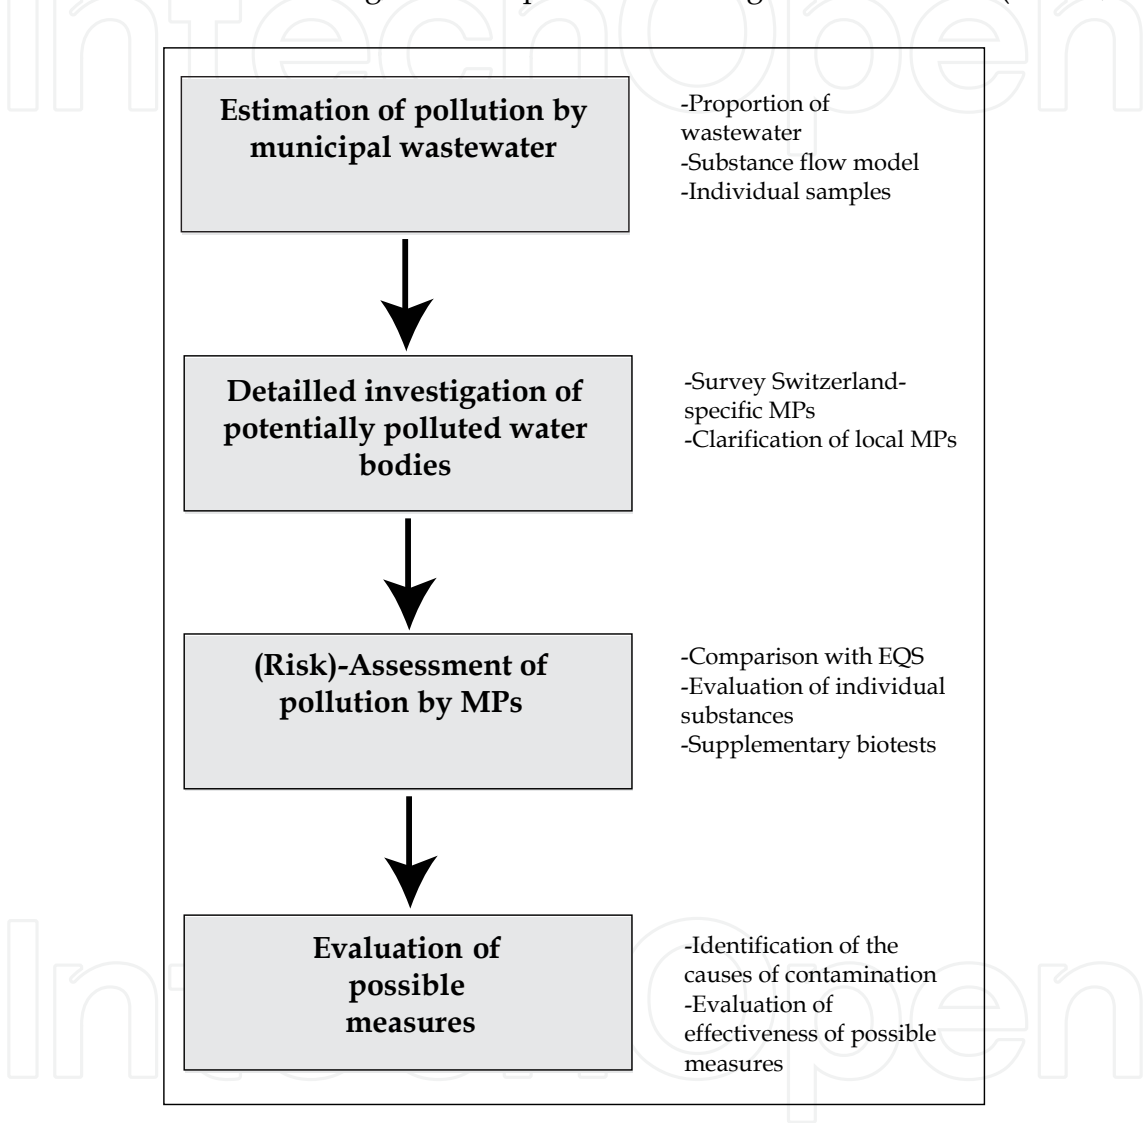 IntechOpen
Estimation of pollution by
municipal wastewater
-Proportion of
wastewater
-Substance flow model
-Individual samples
Detailled investigation of
potentially polluted water
bodies
-Survey Switzerland-
specific MPs
-Clarification of local MPs
(Risk)-Assessment of
pollution by MPs
-Comparison with EQS
-Evaluation of individual
substances
-Supplementary biotests
Evaluation of
possible
measures
-Identification of the
causes of contamination
-Evaluation of
effectiveness of possible
measures
IntechOpen